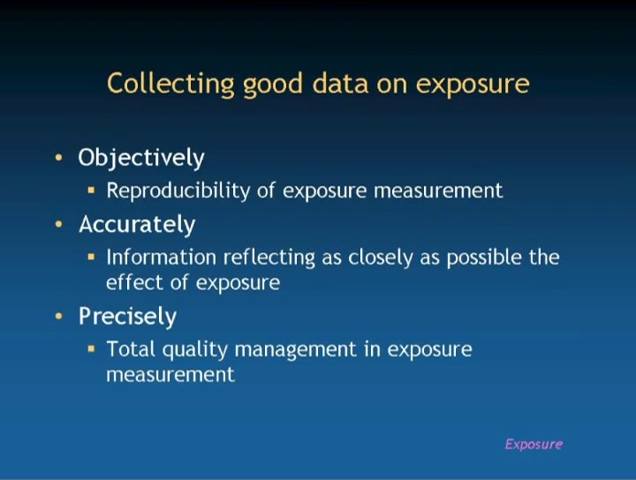 Collecting good data on exposure
• Objectively
▪ Reproducibility of exposure measurement
• Accurately
▪ Information reflecting as closely as possible the
effect of exposure
• Precisely
▪ Total quality management in exposure
measurement
Exposure